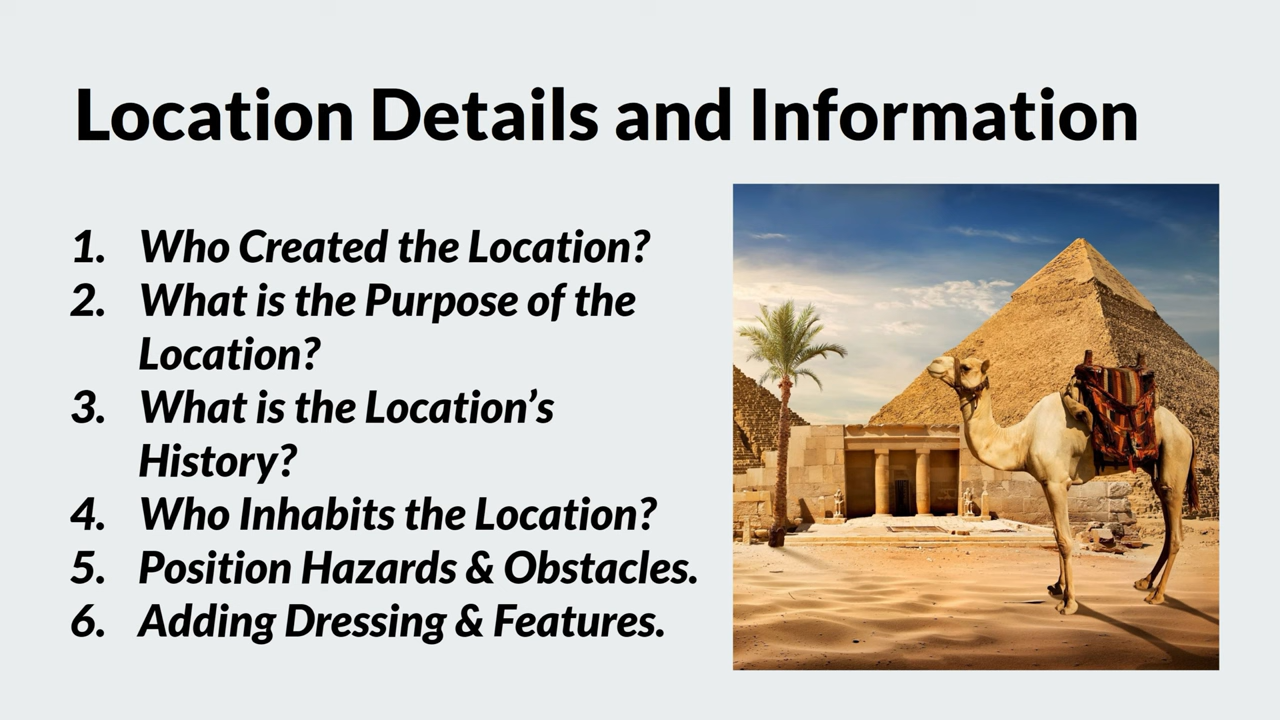 Location Details and Information
1. Who Created the Location?
2. What is the Purpose of the
Location?
3. What is the Location’s
History?
4. Who Inhabits the Location?
5. Position Hazards & Obstacles.
6. Adding Dressing & Features.